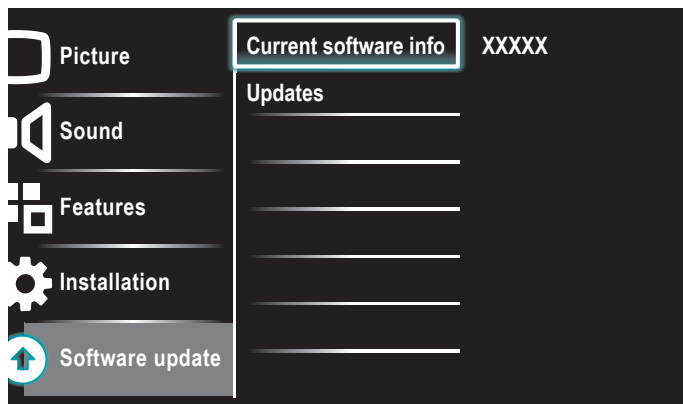 Picture
Sound
Features
Installation
Software update
Current software info
XXXXX
Updates